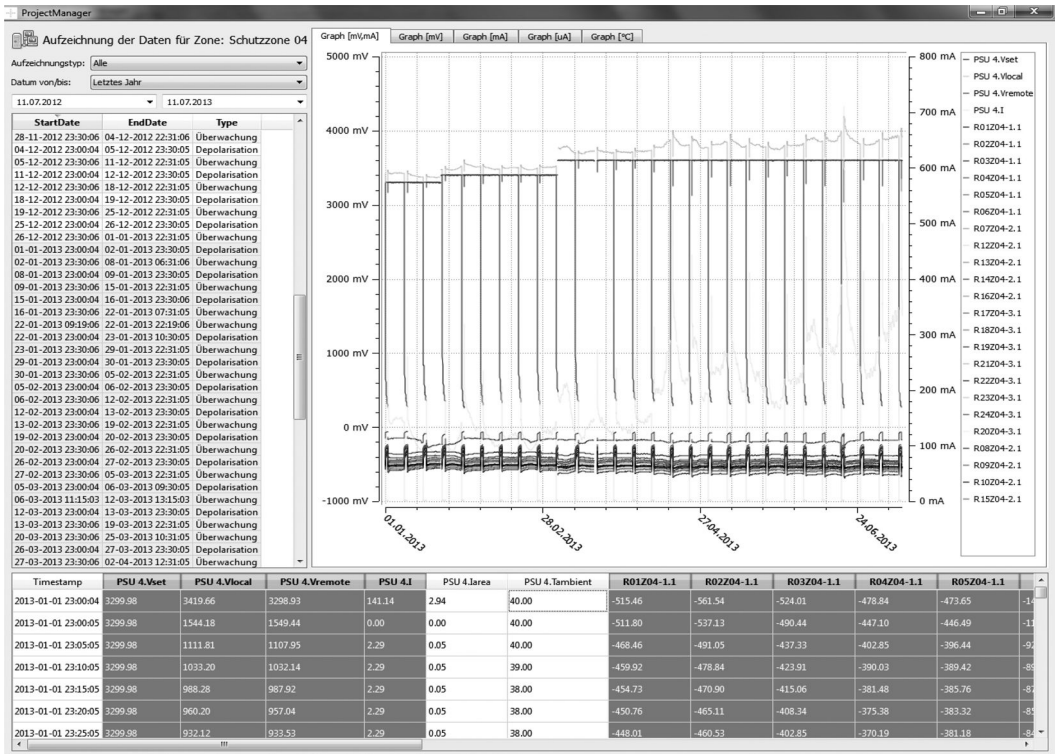 ProjectManager
Aufzeichnung der Daten für Zone: Schutzzone 04
Aufzeichnungstyp: Alle
Datum von/bis: Letztes Jahr
11.07.2012 11.07.2013
StartDate EndDate Type
28-11-2012 23:30:06 04-12-2012 22:31:06 Überwachung
04-12-2012 23:00:04 05-12-2012 23:30:05 Depolarisation
05-12-2012 23:30:06 11-12-2012 22:31:05 Überwachung
11-12-2012 23:00:04 12-12-2012 23:30:05 Depolarisation
12-12-2012 23:30:06 18-12-2012 22:31:05 Überwachung
18-12-2012 23:00:04 19-12-2012 23:30:05 Depolarisation
19-12-2012 23:30:06 25-12-2012 22:31:05 Überwachung
25-12-2012 23:00:04 26-12-2012 23:30:05 Depolarisation
26-12-2012 23:30:06 01-01-2013 22:31:05 Überwachung
01-01-2013 23:00:04 02-01-2013 23:30:05 Depolarisation
02-01-2013 23:30:06 08-01-2013 06:31:06 Überwachung
08-01-2013 23:00:04 09-01-2013 23:30:05 Depolarisation
09-01-2013 23:30:06 15-01-2013 22:31:05 Überwachung
15-01-2013 23:00:04 16-01-2013 23:30:06 Depolarisation
16-01-2013 23:30:06 22-01-2013 07:31:05 Überwachung
22-01-2013 09:19:06 22-01-2013 22:19:06 Überwachung
22-01-2013 23:00:04 23-01-2013 10:30:05 Depolarisation
23-01-2013 23:30:06 29-01-2013 22:31:05 Überwachung
29-01-2013 23:00:04 30-01-2013 23:30:05 Depolarisation
30-01-2013 23:30:06 05-02-2013 22:31:05 Überwachung
05-02-2013 23:00:04 06-02-2013 23:30:05 Depolarisation
06-02-2013 23:30:06 12-02-2013 22:31:05 Überwachung
12-02-2013 23:00:04 13-02-2013 23:30:05 Depolarisation
13-02-2013 23:30:06 19-02-2013 22:31:05 Überwachung
19-02-2013 23:00:04 20-02-2013 23:30:05 Depolarisation
20-02-2013 23:30:06 26-02-2013 22:31:05 Überwachung
26-02-2013 23:00:04 27-02-2013 23:30:05 Depolarisation
27-02-2013 23:30:06 05-03-2013 22:31:05 Überwachung
05-03-2013 23:00:04 06-03-2013 09:30:05 Depolarisation
06-03-2013 11:15:03 12-03-2013 13:15:03 Überwachung
12-03-2013 23:00:04 13-03-2013 23:30:05 Depolarisation
13-03-2013 23:30:06 19-03-2013 22:31:05 Überwachung
20-03-2013 23:30:06 25-03-2013 10:31:05 Überwachung
26-03-2013 23:00:04 27-03-2013 23:30:05 Depolarisation
27-03-2013 23:30:06 02-04-2013 12:31:05 Überwachung
Graph [mV,mA] Graph [mV] Graph [mA] Graph [uA] Graph [°C]
5000 mV
4000 mV
3000 mV
2000 mV
1000 mV
0 mV
-1000 mV
01.01.2013
28.02.2013
27.04.2013
24.06.2013
800 mA
700 mA
600 mA
500 mA
400 mA
300 mA
200 mA
100 mA
0 mA
PSU 4.Vset
PSU 4.Vlocal
PSU 4.Vremote
PSU 4.I
R01Z04-1.1
R02Z04-1.1
R03Z04-1.1
R04Z04-1.1
R05Z04-1.1
R06Z04-1.1
R07Z04-2.1
R12Z04-2.1
R13Z04-2.1
R14Z04-2.1
R16Z04-2.1
R17Z04-3.1
R18Z04-3.1
R19Z04-3.1
R21Z04-3.1
R22Z04-3.1
R23Z04-3.1
R24Z04-3.1
R20Z04-3.1
R08Z04-2.1
R09Z04-2.1
R10Z04-2.1
R15Z04-2.1
Timestamp PSU 4.Vset PSU 4.Vlocal PSU 4.Vremote PSU 4.I PSU 4.Iarea PSU 4.Tambient R01Z04-1.1 R02Z04-1.1 R03Z04-1.1 R04Z04-1.1 R05Z04-1.1
2013-01-01 23:00:04 3299.98 3419.66 3298.93 141.14 2.94 40.00 -515.46 -561.54 -524.01 -478.84 -473.65 -14
2013-01-01 23:00:05 3299.98 1544.18 1549.44 0.00 0.00 40.00 -511.80 -537.13 -490.44 -447.10 -446.49 -11
2013-01-01 23:05:05 3299.98 1111.81 1107.95 2.29 0.05 40.00 -468.46 -491.05 -437.33 -402.85 -396.44 -92
2013-01-01 23:10:05 3299.98 1033.20 1032.14 2.29 0.05 39.00 -459.92 -478.84 -423.91 -390.03 -389.42 -89
2013-01-01 23:15:05 3299.98 988.28 987.92 2.29 0.05 38.00 -454.73 -470.90 -415.06 -381.48 -385.76 -87
2013-01-01 23:20:05 3299.98 960.20 957.04 2.29 0.05 38.00 -450.76 -465.11 -408.34 -375.38 -383.32 -85
2013-01-01 23:25:05 3299.98 932.12 933.53 2.29 0.05 38.00 -448.01 -460.53 -402.85 -370.19 -381.18 -84